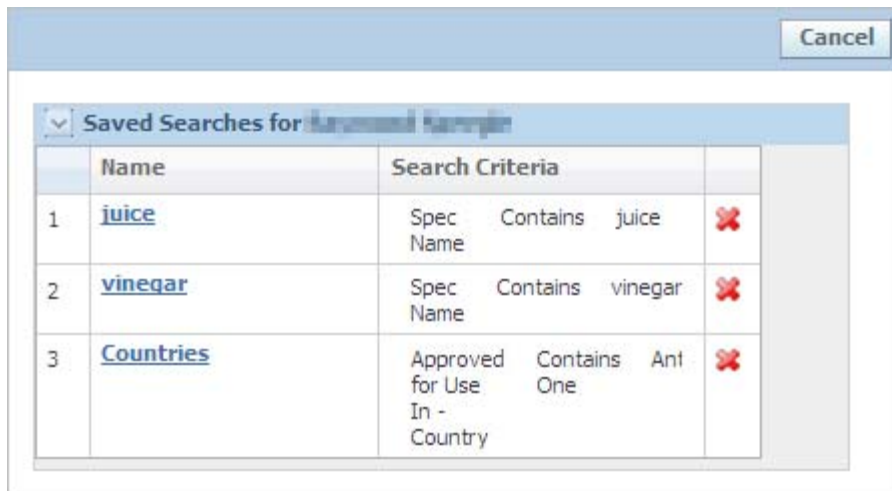 Cancel
Saved Searches for
Name Search Criteria
1 juice Spec Contains juice
Name
2 vinegar Spec Contains vinegar
Name
3 Countries Approved Contains Ant
for Use One
In -
Country